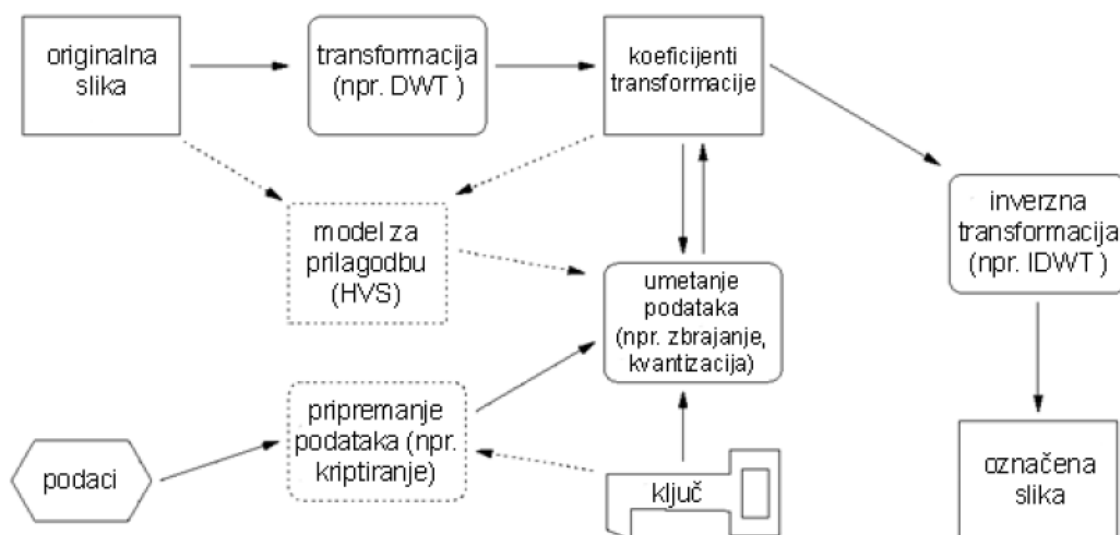 originalna
slika
transformacija
(npr. DWT )
koeficijenti
transformacije
model za
prilagodbu
(HVS)
inverzna
transformacija
(npr. IDWT)
umetanje
podataka
(npr. zbrajanje,
kvantizacija)
pripremanje
podataka (npr.
kriptiranje)
podaci
ključ
označena
slika